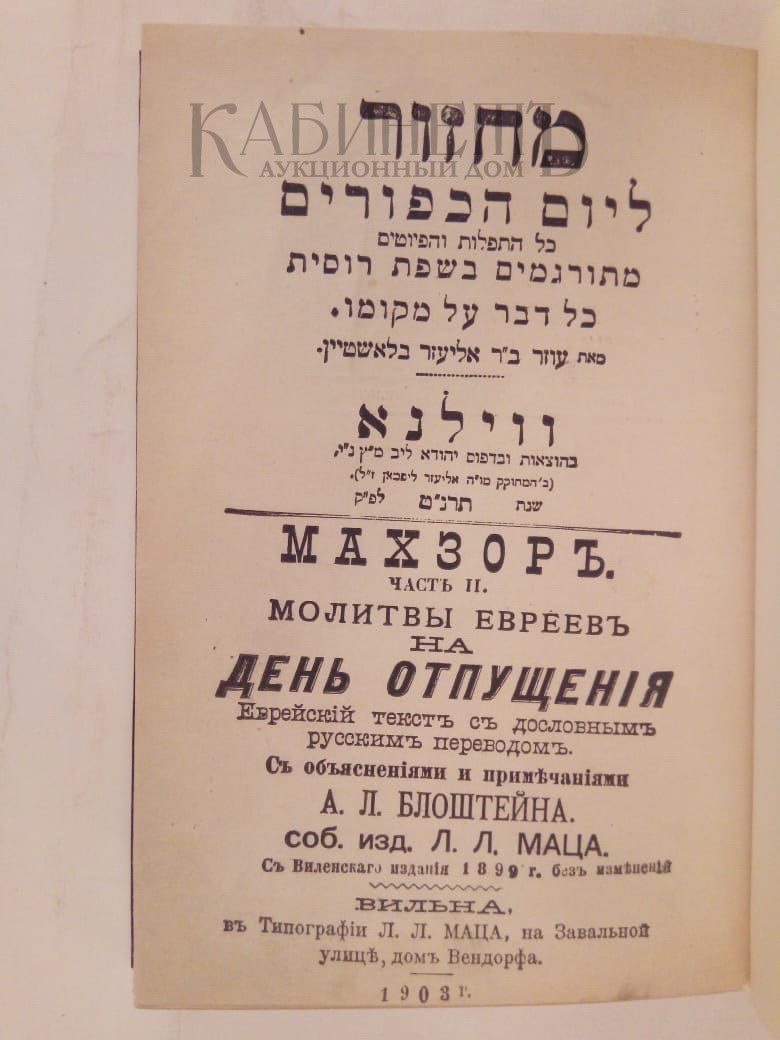 КАБИНЕТЪ
АУКЦИОННЫЙ ДОМ
מחזור
ליום הכפורים
כל התפלות והפיוטים
מתורגמים בשפת רוסית
כל דבר על מקומו.
מאת עוזר ב"ר אליעזר בלאשטיין.
ווילנא
בהוצאות ובדפוס יהודא ליב מ"ץ נ"י,
(ב'המחוקק מו"ה אליעזר ליפמאן ז"ל).
שנת תרנ"ט לפ"ק
МАХЗОРЪ.
ЧАСТЬ II.
МОЛИТВЫ ЕВРЕЕВЪ
НА
ДЕНЬ ОТПУЩЕНІЯ
Еврейскій текстъ съ дословнымъ
русскимъ переводомъ.
Съ объясненіями и примѣчаніями
А. Л. БЛОШТЕЙНА.
соб. изд. Л. Л. МАЦА.
Съ Виленскаго изданія 1899 г. безъ измѣненій
ВИЛЬНА,
въ Типографіи Л. Л. МАЦА, на Завальной
улицѣ, домъ Вендорфа.
1903 г.